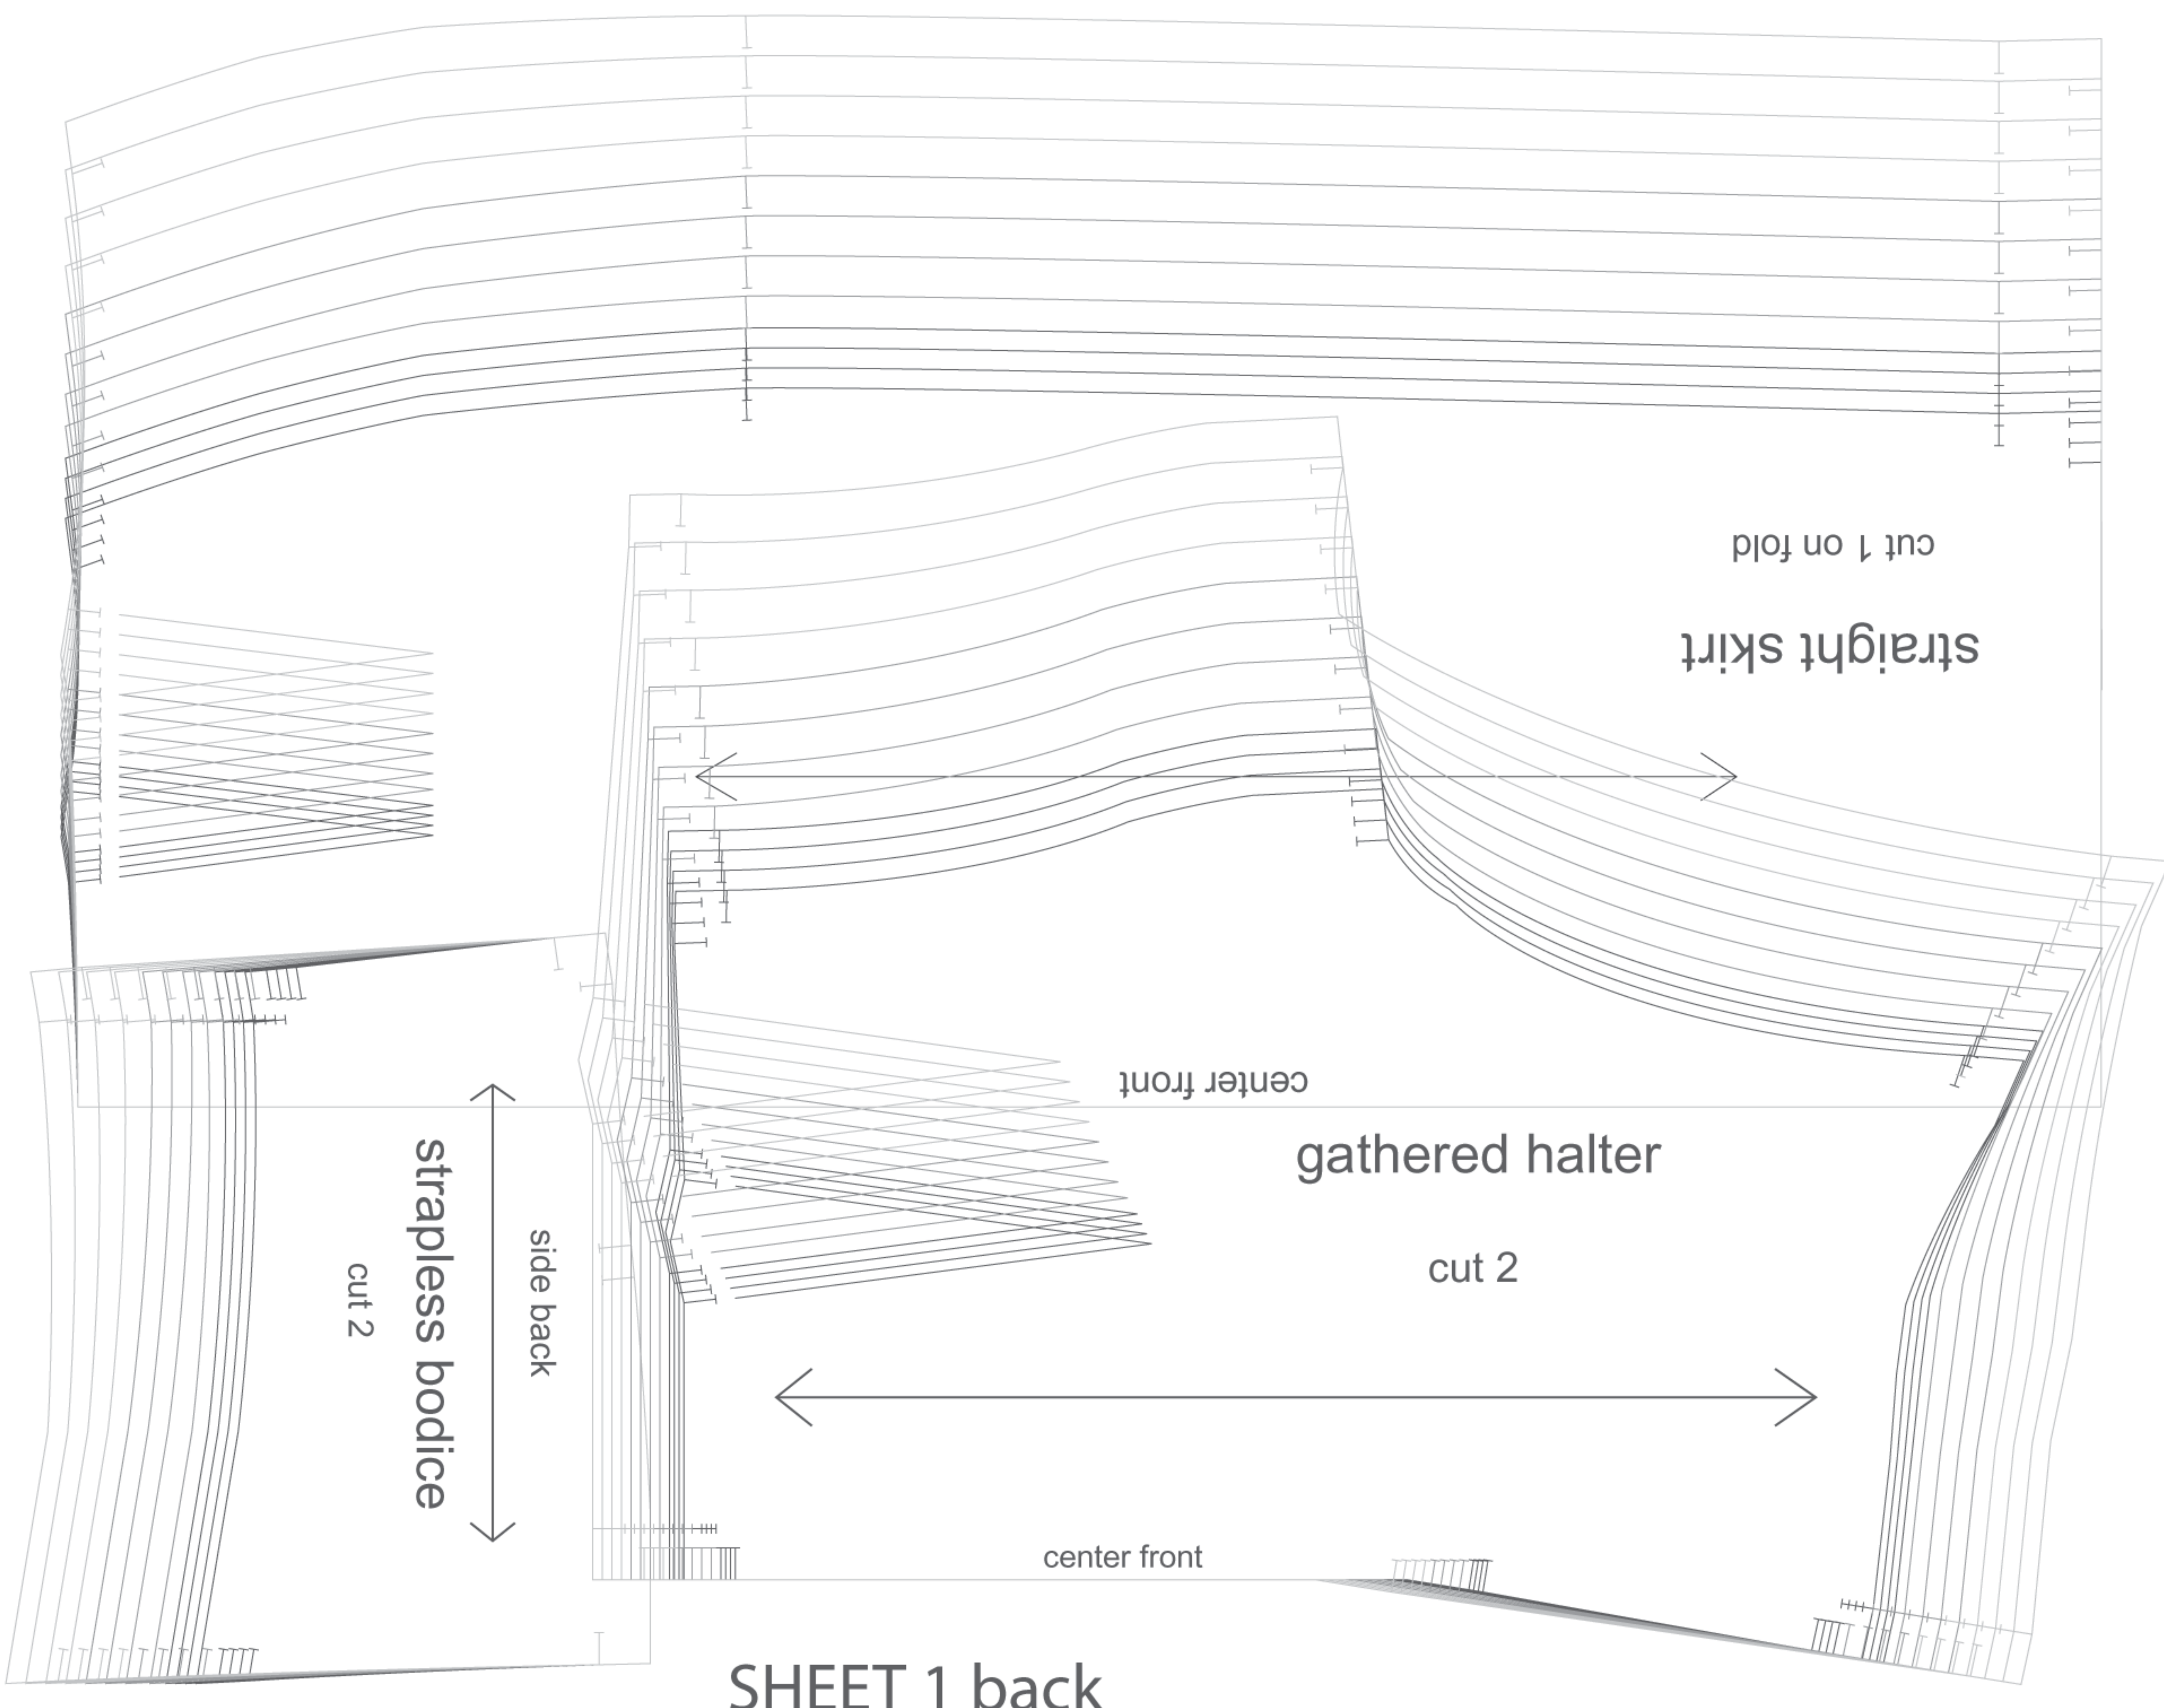 cut 1 on fold
straight skirt
center front
gathered halter
cut 2
strapless bodice
side back
cut 2
center front
SHEET 1 back